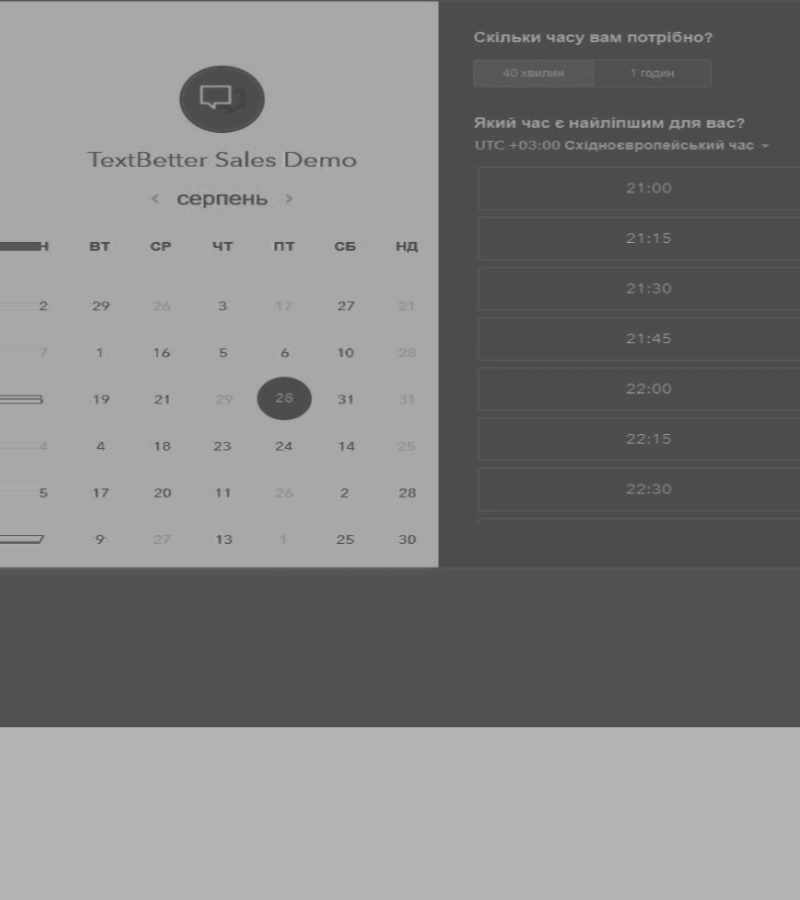 TextBetter Sales Demo
‹ серпень ›
Н ВТ СР ЧТ ПТ СБ НД
2 29 26 3 17 27 21
7 1 16 5 6 10 28
19 21 29 28 31 31
4 4 18 23 24 14 25
5 17 20 11 26 2 28
9 27 13 1 25 30
Скільки часу вам потрібно?
40 хвилин 1 годин
Який час є найліпшим для вас?
UTC +03:00 Східноєвропейський час
21:00
21:15
21:30
21:45
22:00
22:15
22:30